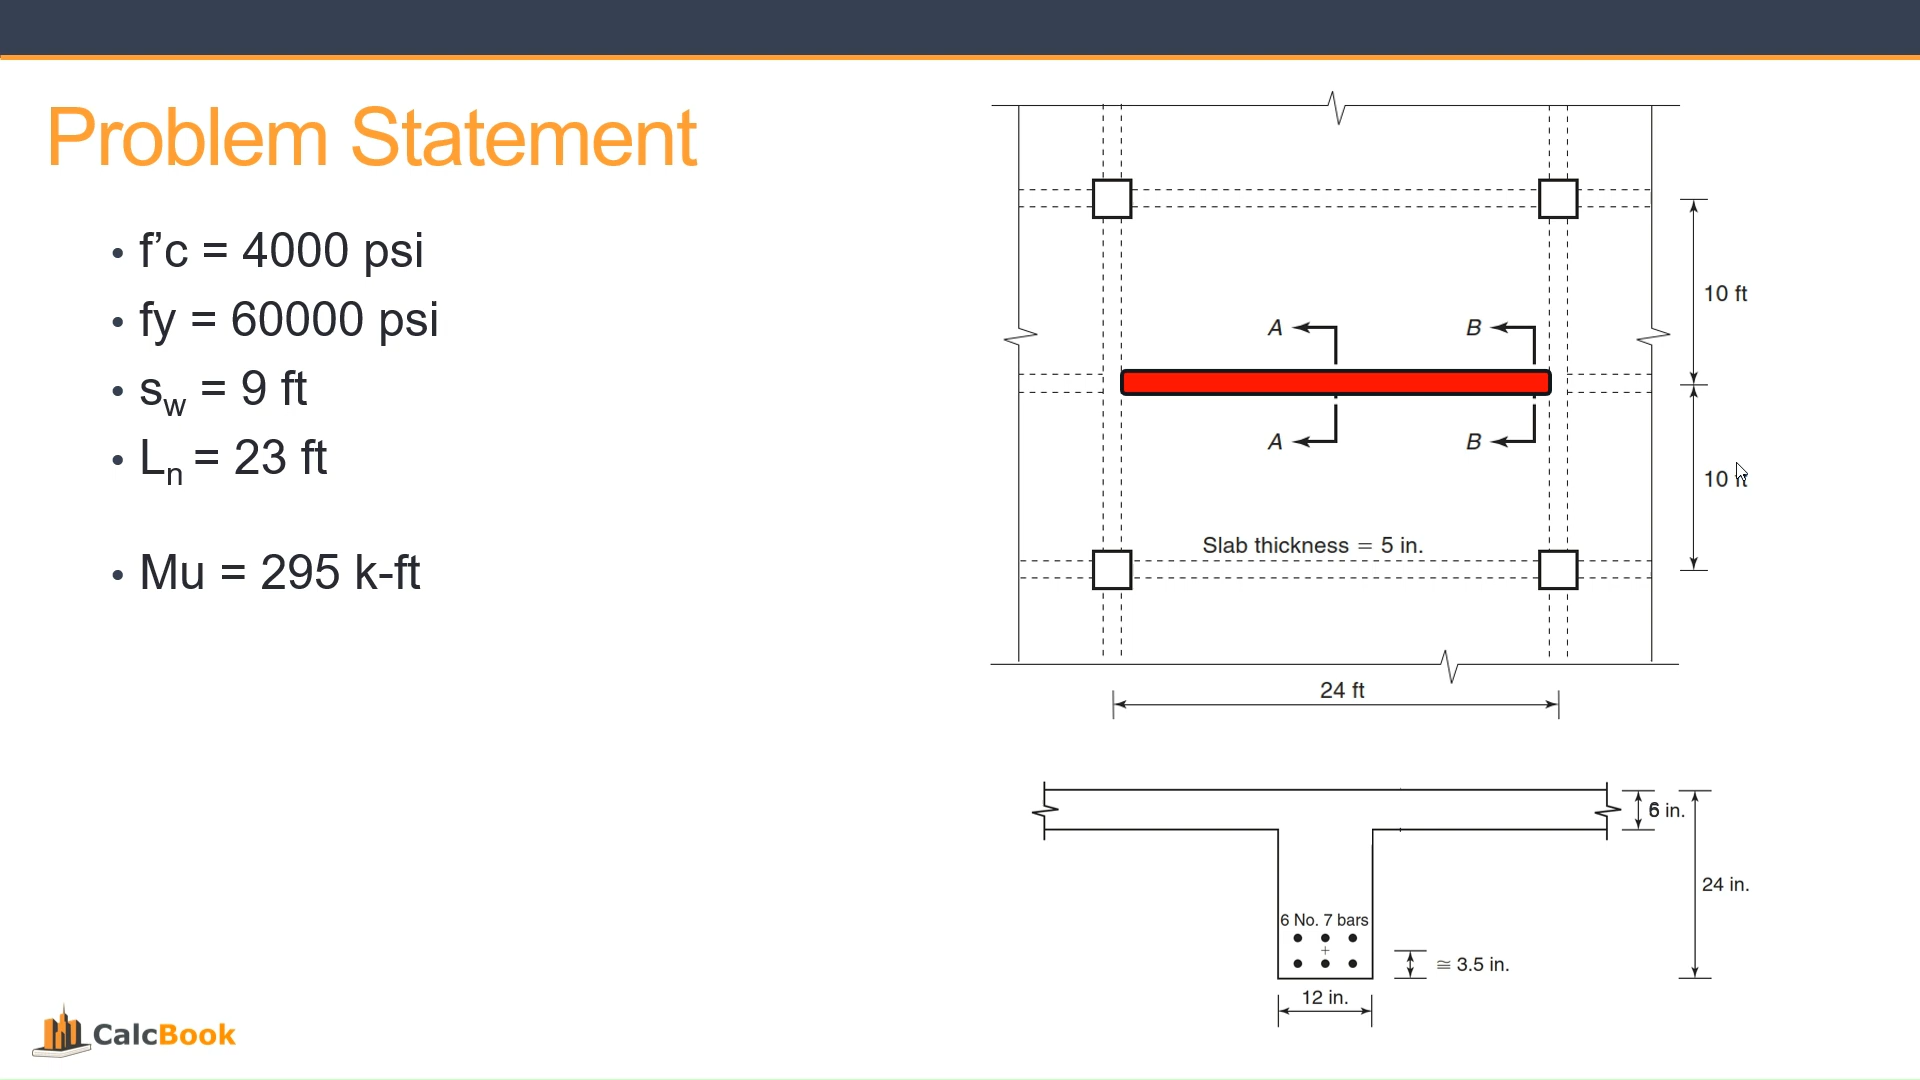 Problem Statement
• f’c = 4000 psi
• fy = 60000 psi
• sw = 9 ft
• Ln = 23 ft
• Mu = 295 k-ft
10 ft
A
B
A
B
10 ft
Slab thickness = 5 in.
24 ft
6 in.
24 in.
6 No. 7 bars
≅ 3.5 in.
12 in.
CalcBook